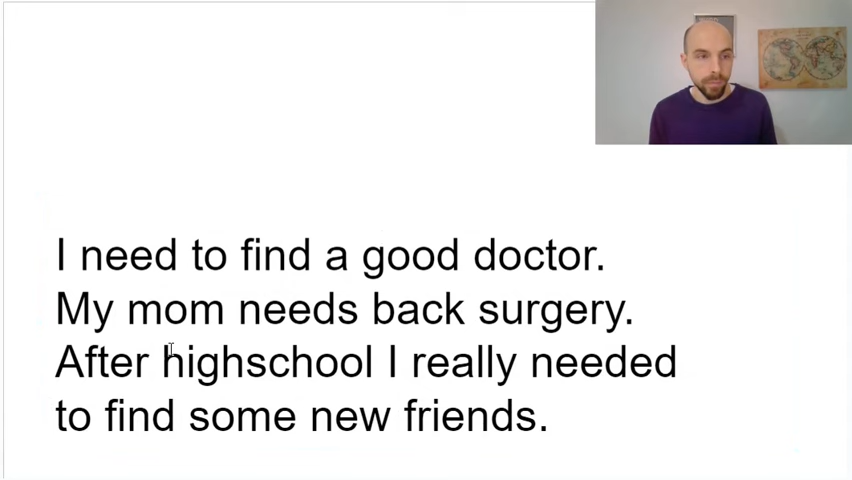 I need to find a good doctor.
My mom needs back surgery.
After highschool I really needed
to find some new friends.